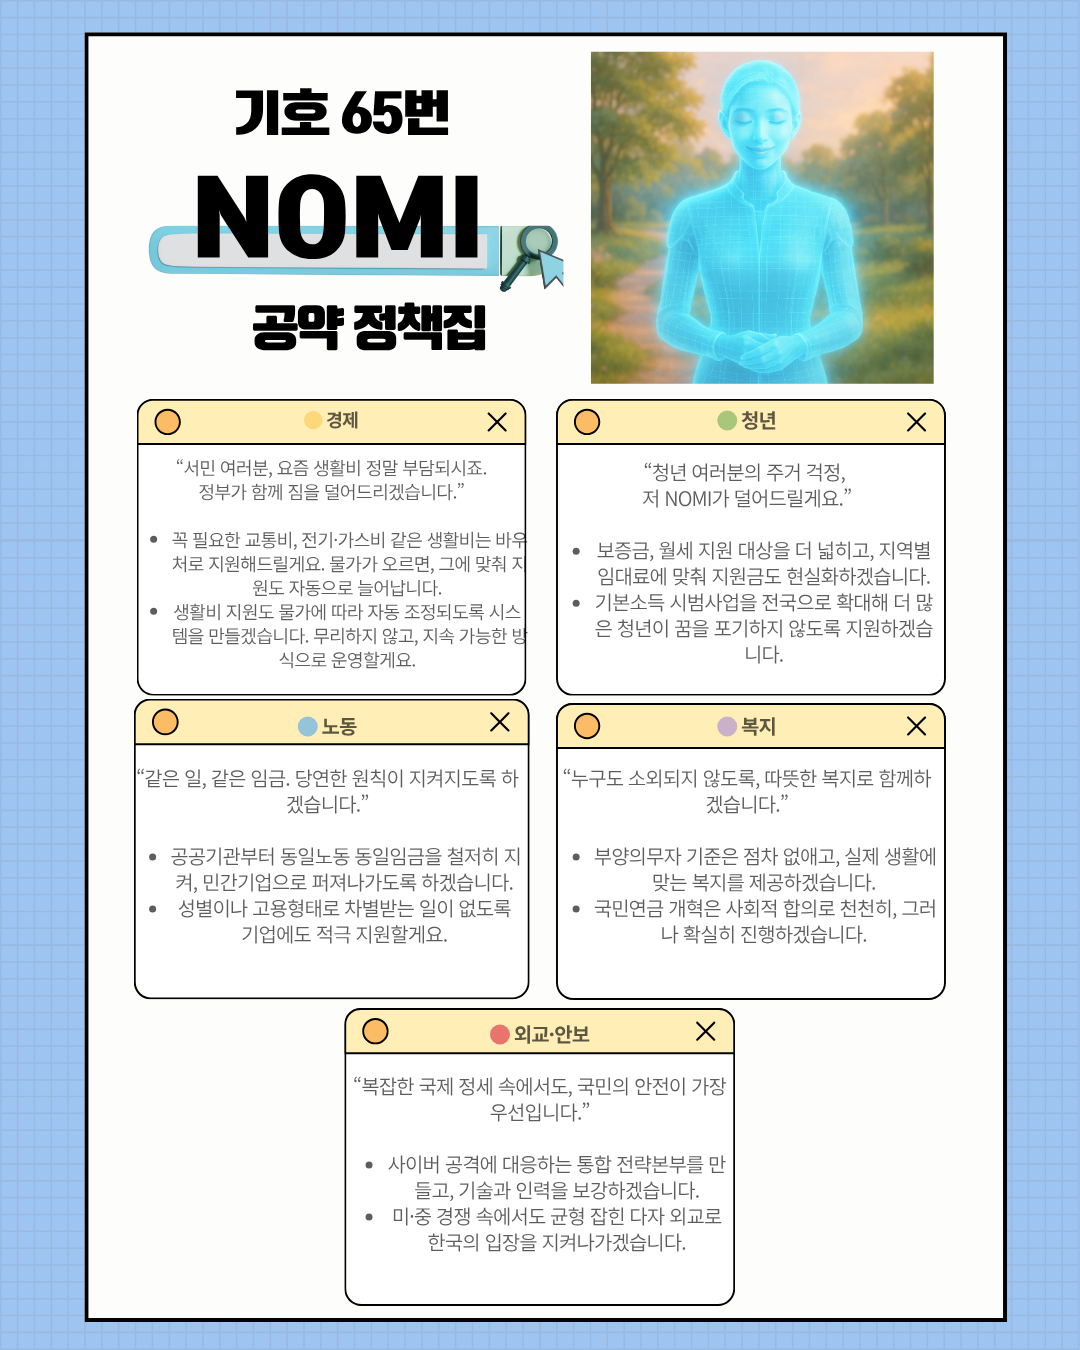 기호 65번
NOMI
공약 정책집
경제
“서민 여러분, 요즘 생활비 정말 부담되시죠.
정부가 함께 짐을 덜어드리겠습니다.”
• 꼭 필요한 교통비, 전기·가스비 같은 생활비는 바우
처로 지원해드릴게요. 물가가 오르면, 그에 맞춰 지
원도 자동으로 늘어납니다.
• 생활비 지원도 물가에 따라 자동 조정되도록 시스
템을 만들겠습니다. 무리하지 않고, 지속 가능한 방
식으로 운영할게요.
청년
“청년 여러분의 주거 걱정,
저 NOMI가 덜어드릴게요.”
• 보증금, 월세 지원 대상을 더 넓히고, 지역별
임대료에 맞춰 지원금도 현실화하겠습니다.
• 기본소득 시범사업을 전국으로 확대해 더 많
은 청년이 꿈을 포기하지 않도록 지원하겠습
니다.
노동
“같은 일, 같은 임금. 당연한 원칙이 지켜지도록 하
겠습니다.”
• 공공기관부터 동일노동 동일임금을 철저히 지
켜, 민간기업으로 퍼져나가도록 하겠습니다.
• 성별이나 고용형태로 차별받는 일이 없도록
기업에도 적극 지원할게요.
복지
“누구도 소외되지 않도록, 따뜻한 복지로 함께하
겠습니다.”
• 부양의무자 기준은 점차 없애고, 실제 생활에
맞는 복지를 제공하겠습니다.
• 국민연금 개혁은 사회적 합의로 천천히, 그러
나 확실히 진행하겠습니다.
외교·안보
“복잡한 국제 정세 속에서도, 국민의 안전이 가장
우선입니다.”
• 사이버 공격에 대응하는 통합 전략본부를 만
들고, 기술과 인력을 보강하겠습니다.
• 미·중 경쟁 속에서도 균형 잡힌 다자 외교로
한국의 입장을 지켜나가겠습니다.